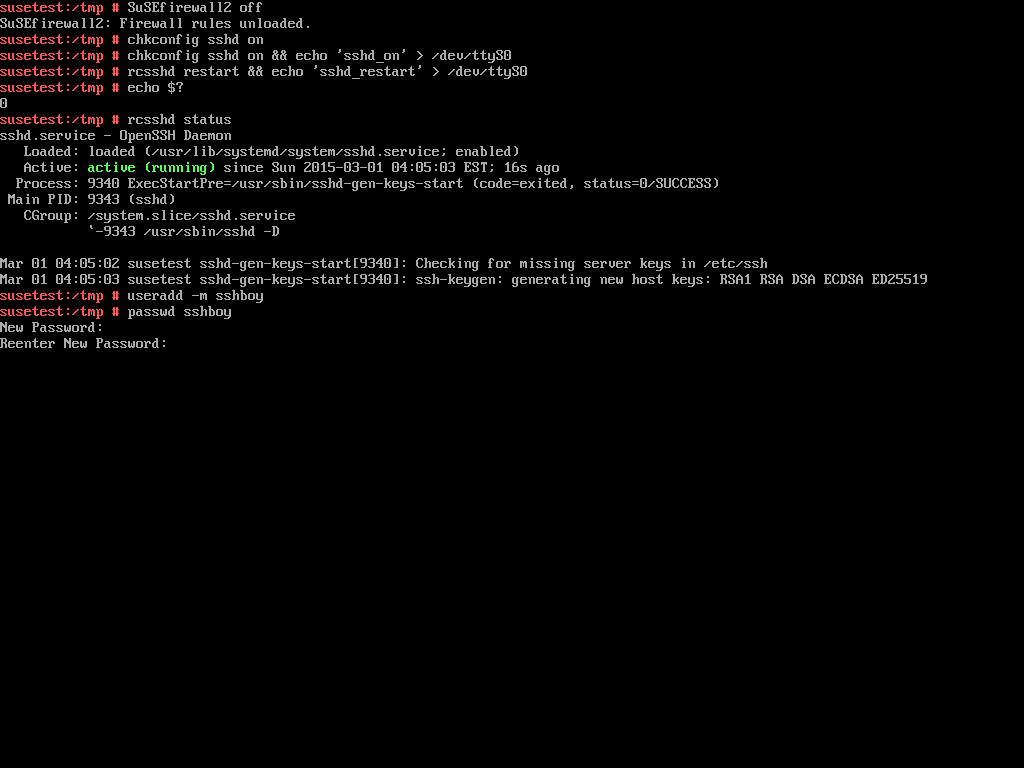 susetest:/tmp # SuSEfirewall2 off
SuSEfirewall2: Firewall rules unloaded.
susetest:/tmp # chkconfig sshd on
susetest:/tmp # chkconfig sshd on && echo 'sshd_on' > /dev/ttyS0
susetest:/tmp # rcsshd restart && echo 'sshd_restart' > /dev/ttyS0
susetest:/tmp # echo $?
0
susetest:/tmp # rcsshd status
sshd.service - OpenSSH Daemon
   Loaded: loaded (/usr/lib/systemd/system/sshd.service; enabled)
   Active: active (running) since Sun 2015-03-01 04:05:03 EST; 16s ago
  Process: 9340 ExecStartPre=/usr/sbin/sshd-gen-keys-start (code=exited, status=0/SUCCESS)
 Main PID: 9343 (sshd)
   CGroup: /system.slice/sshd.service
           `-9343 /usr/sbin/sshd -D

Mar 01 04:05:02 susetest sshd-gen-keys-start[9340]: Checking for missing server keys in /etc/ssh
Mar 01 04:05:03 susetest sshd-gen-keys-start[9340]: ssh-keygen: generating new host keys: RSA1 RSA DSA ECDSA ED25519
susetest:/tmp # useradd -m sshboy
susetest:/tmp # passwd sshboy
New Password:
Reenter New Password: